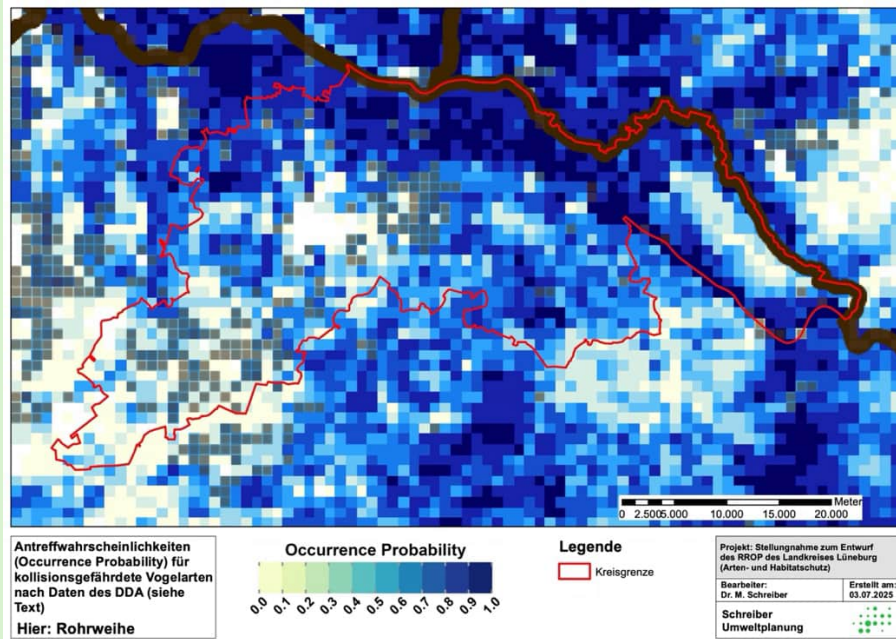 Meter
0 2.5005.000 10.000 15.000 20.000
Antreffwahrscheinlichkeiten
(Occurrence Probability) für
kollisionsgefährdete Vogelarten
nach Daten des DDA (siehe
Text)
Hier: Rohrweihe
Occurrence Probability
0.0 0.1 0.2 0.3 0.4 0.5 0.6 0.7 0.8 0.9 1.0
Legende
Kreisgrenze
Projekt: Stellungnahme zum Entwurf
des RROP des Landkreises Lüneburg
(Arten- und Habitatschutz)
Bearbeiter:
Dr. M. Schreiber
Erstellt am:
03.07.2025
Schreiber
Umweltplanung